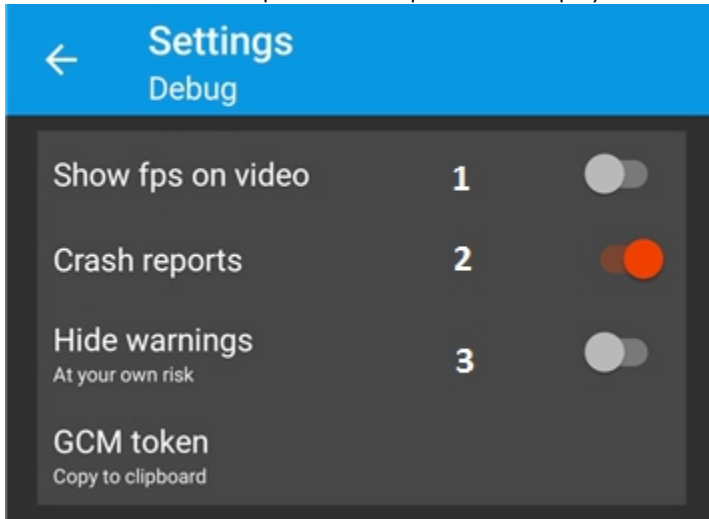 Settings
Debug
Show fps on video 1
Crash reports 2
Hide warnings 3
At your own risk
GCM token
Copy to clipboard